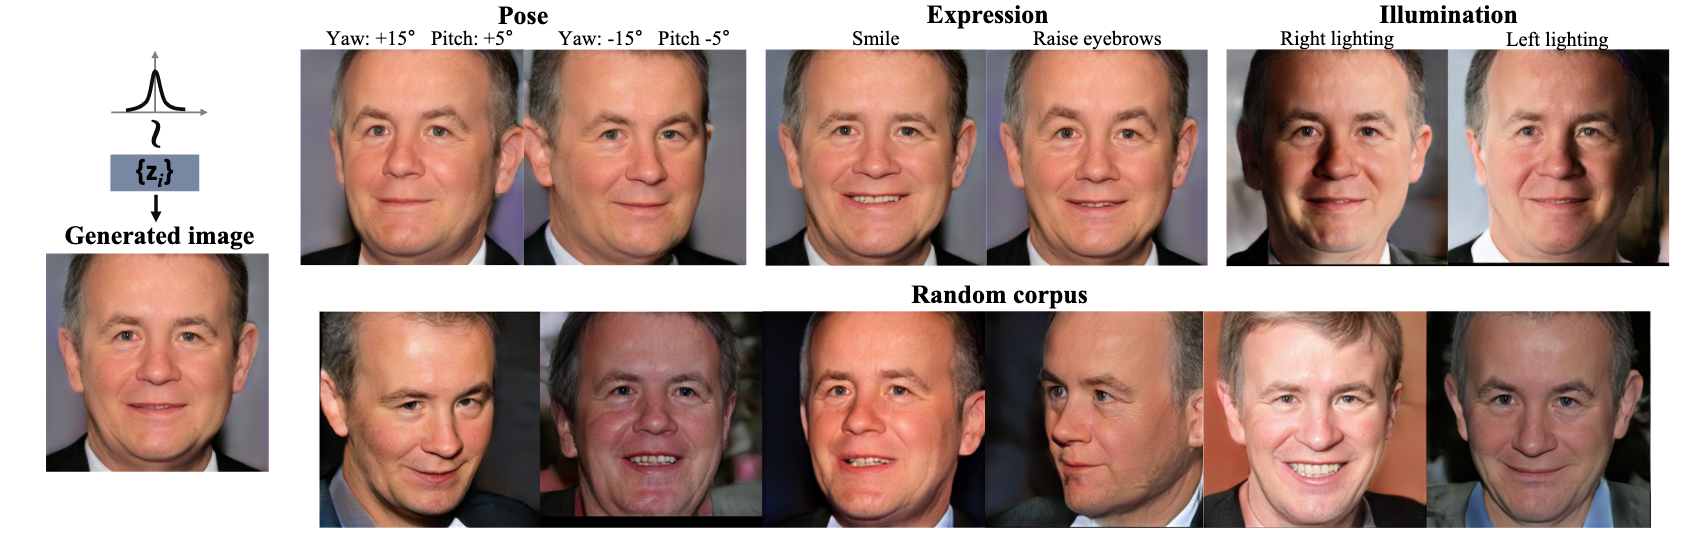 Pose
Yaw: +15° Pitch: +5°
Yaw: -15° Pitch -5°
Expression
Smile
Raise eyebrows
Illumination
Right lighting
Left lighting
{zᵢ}
Generated image
Random corpus